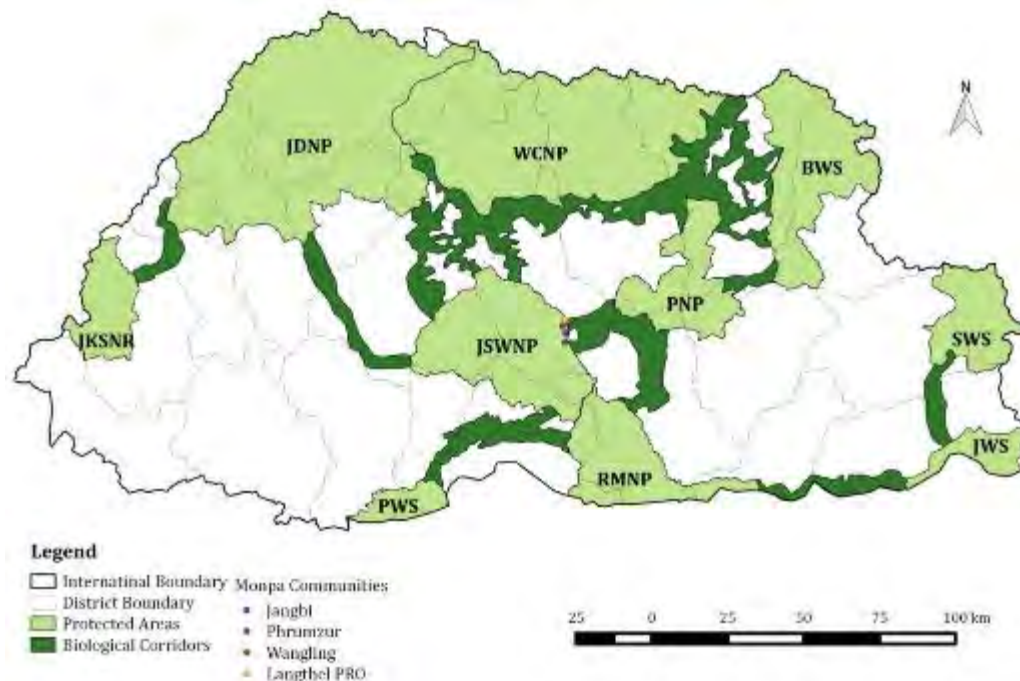 N
JDNP
WCNP
BWS
PNP
JKSNR
JSWNP
SWS
JWS
RMNP
PWS
Legend
Internatinal Boundary
District Boundary
Protected Areas
Biological Corridors
Monpa Communities
Jangbi
Phrumzur
Wangling
Langthel PRO
25 0 25 50 75 100 km